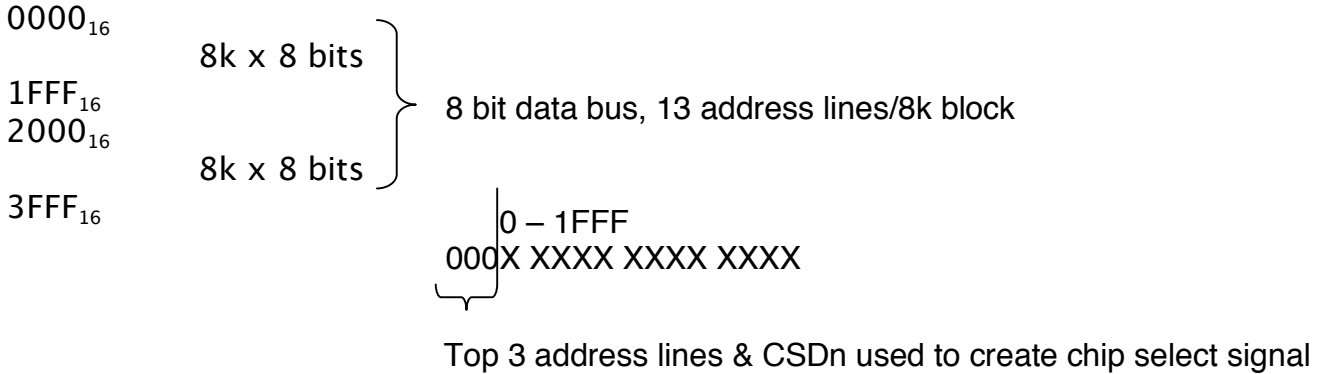 0000₁₆
8k x 8 bits
1FFF₁₆
8 bit data bus, 13 address lines/8k block
2000₁₆
8k x 8 bits
3FFF₁₆
0 – 1FFF
000X XXXX XXXX XXXX
Top 3 address lines & CSDn used to create chip select signal